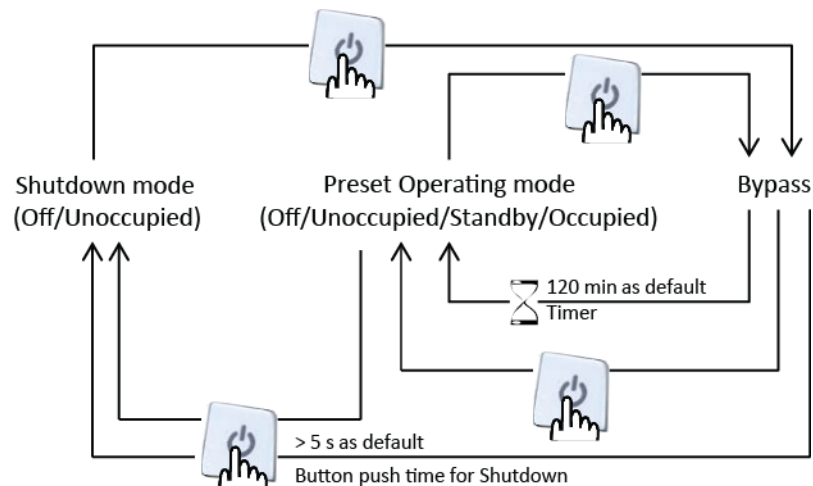 Shutdown mode
(Off/Unoccupied)
Preset Operating mode
(Off/Unoccupied/Standby/Occupied)
Bypass
120 min as default
Timer
> 5 s as default
Button push time for Shutdown